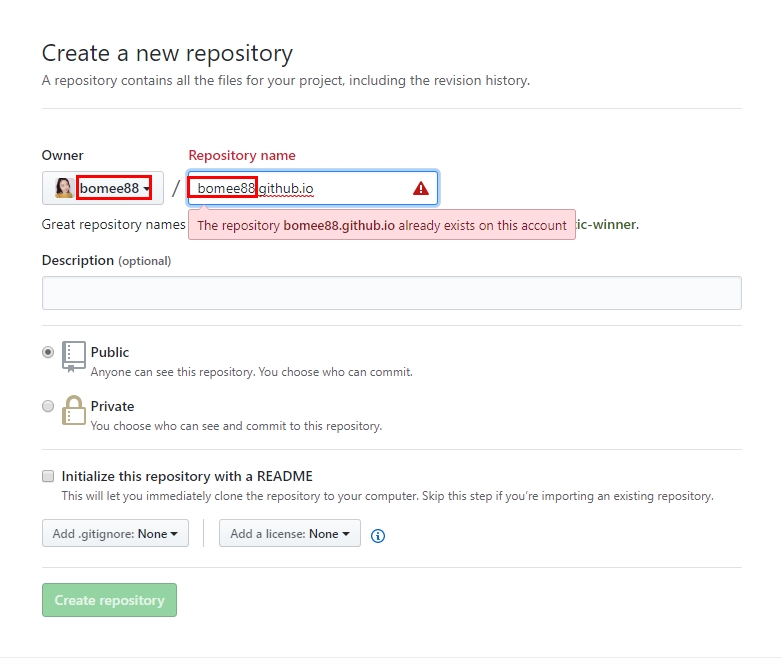 Create a new repository
A repository contains all the files for your project, including the revision history.
Owner
Repository name
bomee88 / bomee88.github.io
Great repository names
The repository bomee88.github.io already exists on this account
tic-winner.
Description (optional)
Public
Anyone can see this repository. You choose who can commit.
Private
You choose who can see and commit to this repository.
Initialize this repository with a README
This will let you immediately clone the repository to your computer. Skip this step if you’re importing an existing repository.
Add .gitignore: None
Add a license: None
Create repository